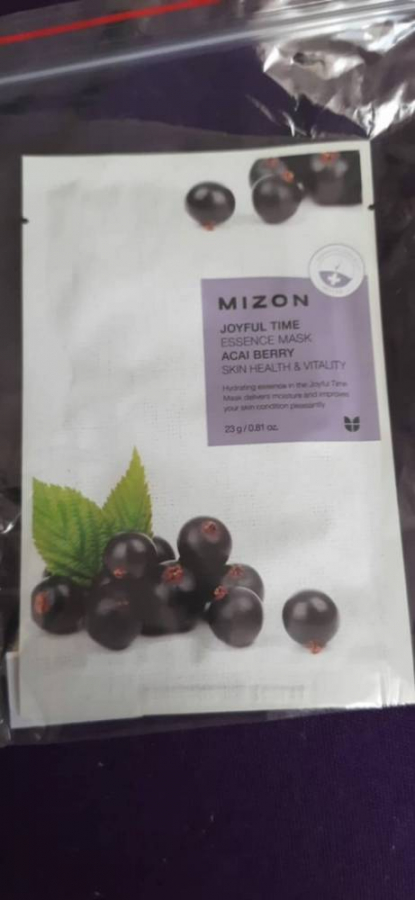 MIZON
JOYFUL TIME
ESSENCE MASK
ACAI BERRY
SKIN HEALTH & VITALITY
Hydrating essence in the Joyful Time
Mask delivers moisture and improves
your skin condition pleasantly.
23 g / 0.81 oz.